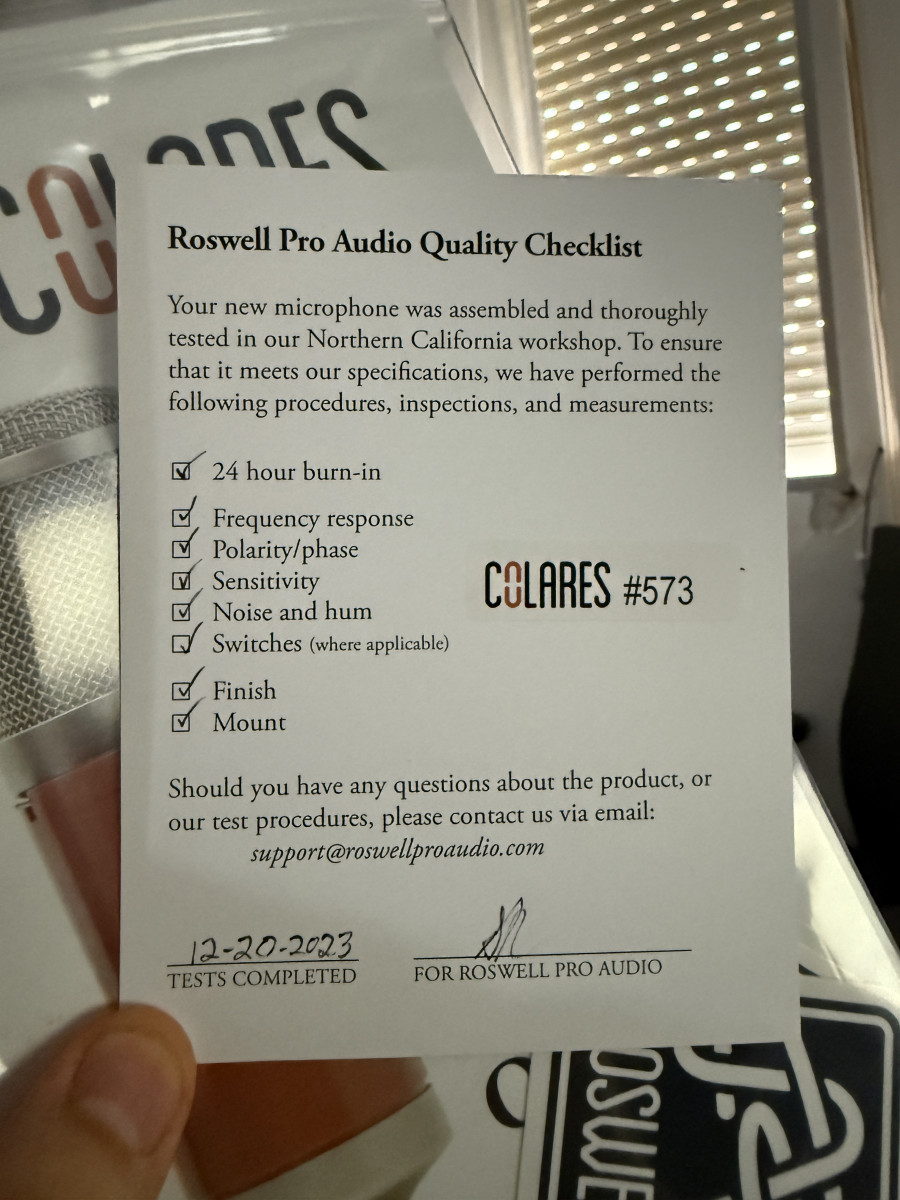 COLARES
Roswell Pro Audio Quality Checklist
Your new microphone was assembled and thoroughly
tested in our Northern California workshop. To ensure
that it meets our specifications, we have performed the
following procedures, inspections, and measurements:
24 hour burn-in
Frequency response
Polarity/phase
Sensitivity
Noise and hum
Switches (where applicable)
COLARES #573
Finish
Mount
Should you have any questions about the product, or
our test procedures, please contact us via email:
support@roswellproaudio.com
12-20-2023
TESTS COMPLETED
FOR ROSWELL PRO AUDIO